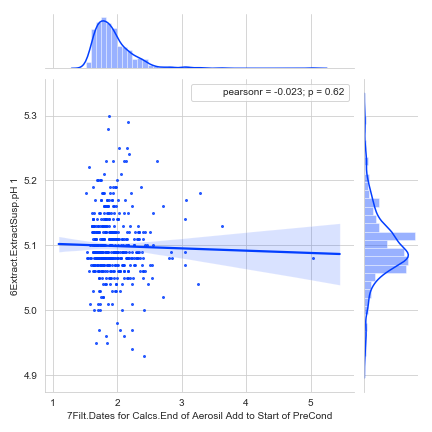 pearsonr = -0.023; p = 0.62
5.3
5.2
5.1
5.0
4.9
6Extract.ExtractSusp.pH 1
1 2 3 4 5
7Filt.Dates for Calcs.End of Aerosil Add to Start of PreCond